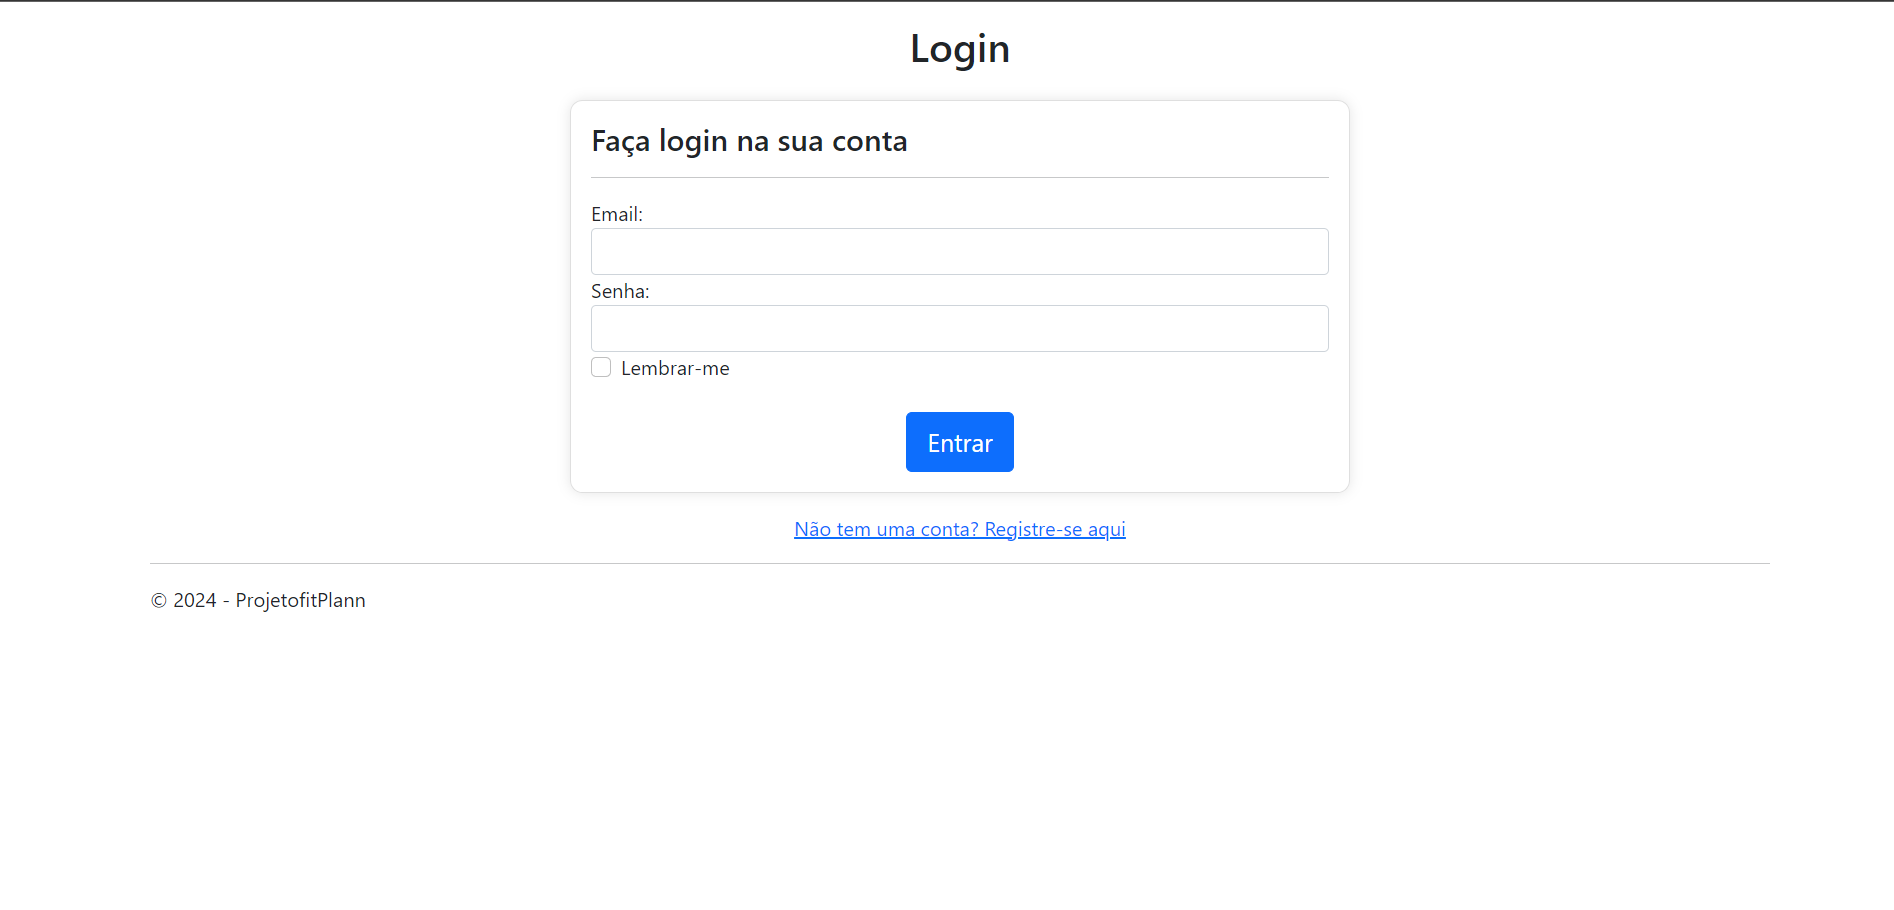 Login
Faça login na sua conta
Email:
Senha:
Lembrar-me
Entrar
Não tem uma conta? Registre-se aqui
© 2024 - ProjetofitPlann